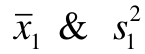 x̄₁ & s₁²